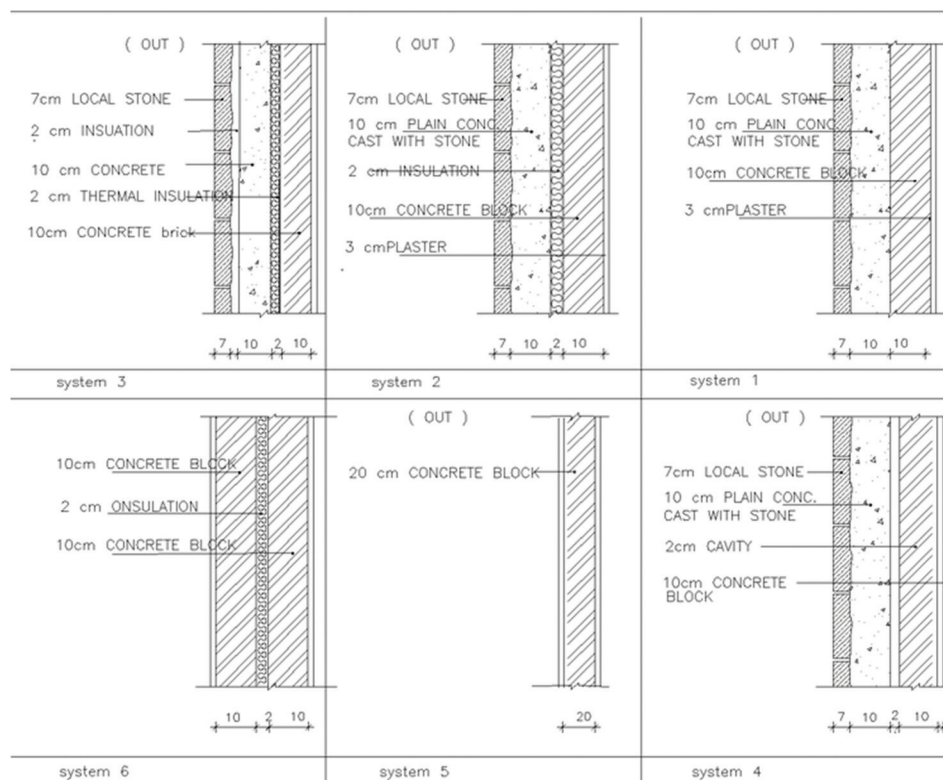 ( OUT )
7cm LOCAL STONE
2 cm INSUATION
10 cm CONCRETE
2 cm THERMAL INSULATION
10cm CONCRETE brick
7 10 2 10
system 3
( OUT )
7cm LOCAL STONE
10 cm PLAIN CONC.
CAST WITH STONE
2 cm INSULATION
10cm CONCRETE BLOCK
3 cmPLASTER
7 10 2 10
system 2
( OUT )
7cm LOCAL STONE
10 cm PLAIN CONC.
CAST WITH STONE
10cm CONCRETE BLOCK
3 cmPLASTER
7 10 10
system 1
10cm CONCRETE BLOCK
2 cm ONSULATION
10cm CONCRETE BLOCK
10 2 10
system 6
( OUT )
20 cm CONCRETE BLOCK
20
system 5
( OUT )
7cm LOCAL STONE
10 cm PLAIN CONC.
CAST WITH STONE
2cm CAVITY
10cm CONCRETE
BLOCK
7 10 2 10
system 4